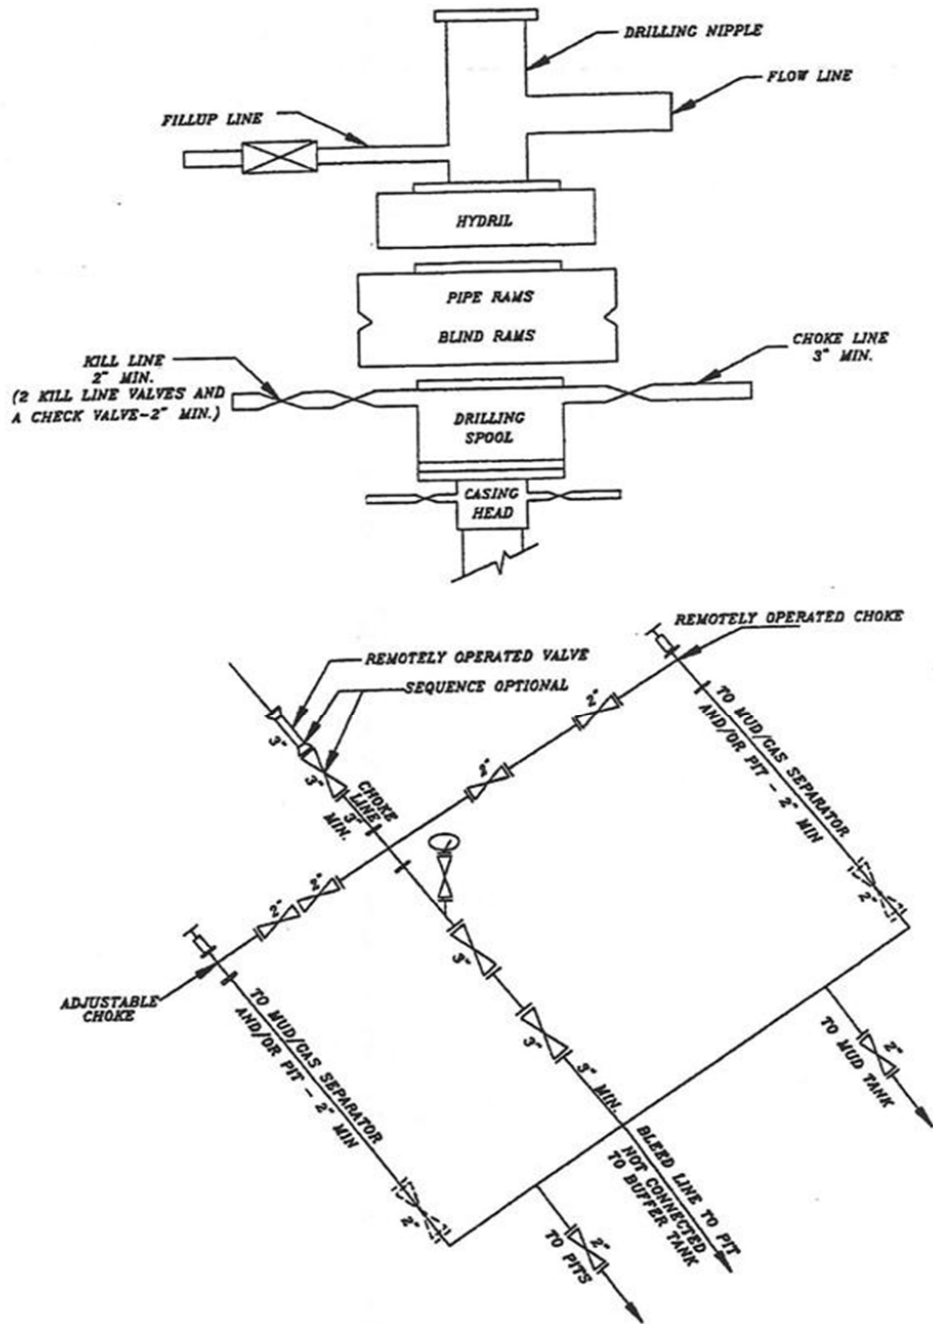 DRILLING NIPPLE
FLOW LINE
FILLUP LINE
HYDRIL
PIPE RAMS
BLIND RAMS
KILL LINE
2" MIN.
(2 KILL LINE VALVES AND
A CHECK VALVE-2" MIN.)
CHOKE LINE
3" MIN.
DRILLING
SPOOL
CASING
HEAD
REMOTELY OPERATED CHOKE
REMOTELY OPERATED VALVE
SEQUENCE OPTIONAL
3"
3"
CHOKE
LINE
3"
MIN.
2"
2"
2"
2"
TO MUD/GAS SEPARATOR
AND/OR PIT - 2" MIN
2"
ADJUSTABLE
CHOKE
TO MUD/GAS SEPARATOR
AND/OR PIT - 2" MIN
2"
3"
3"
3" MIN.
BLEED LINE TO PIT
NOT CONNECTED
TO BUFFER TANK
2"
TO MUD TANK
2"
TO PITS